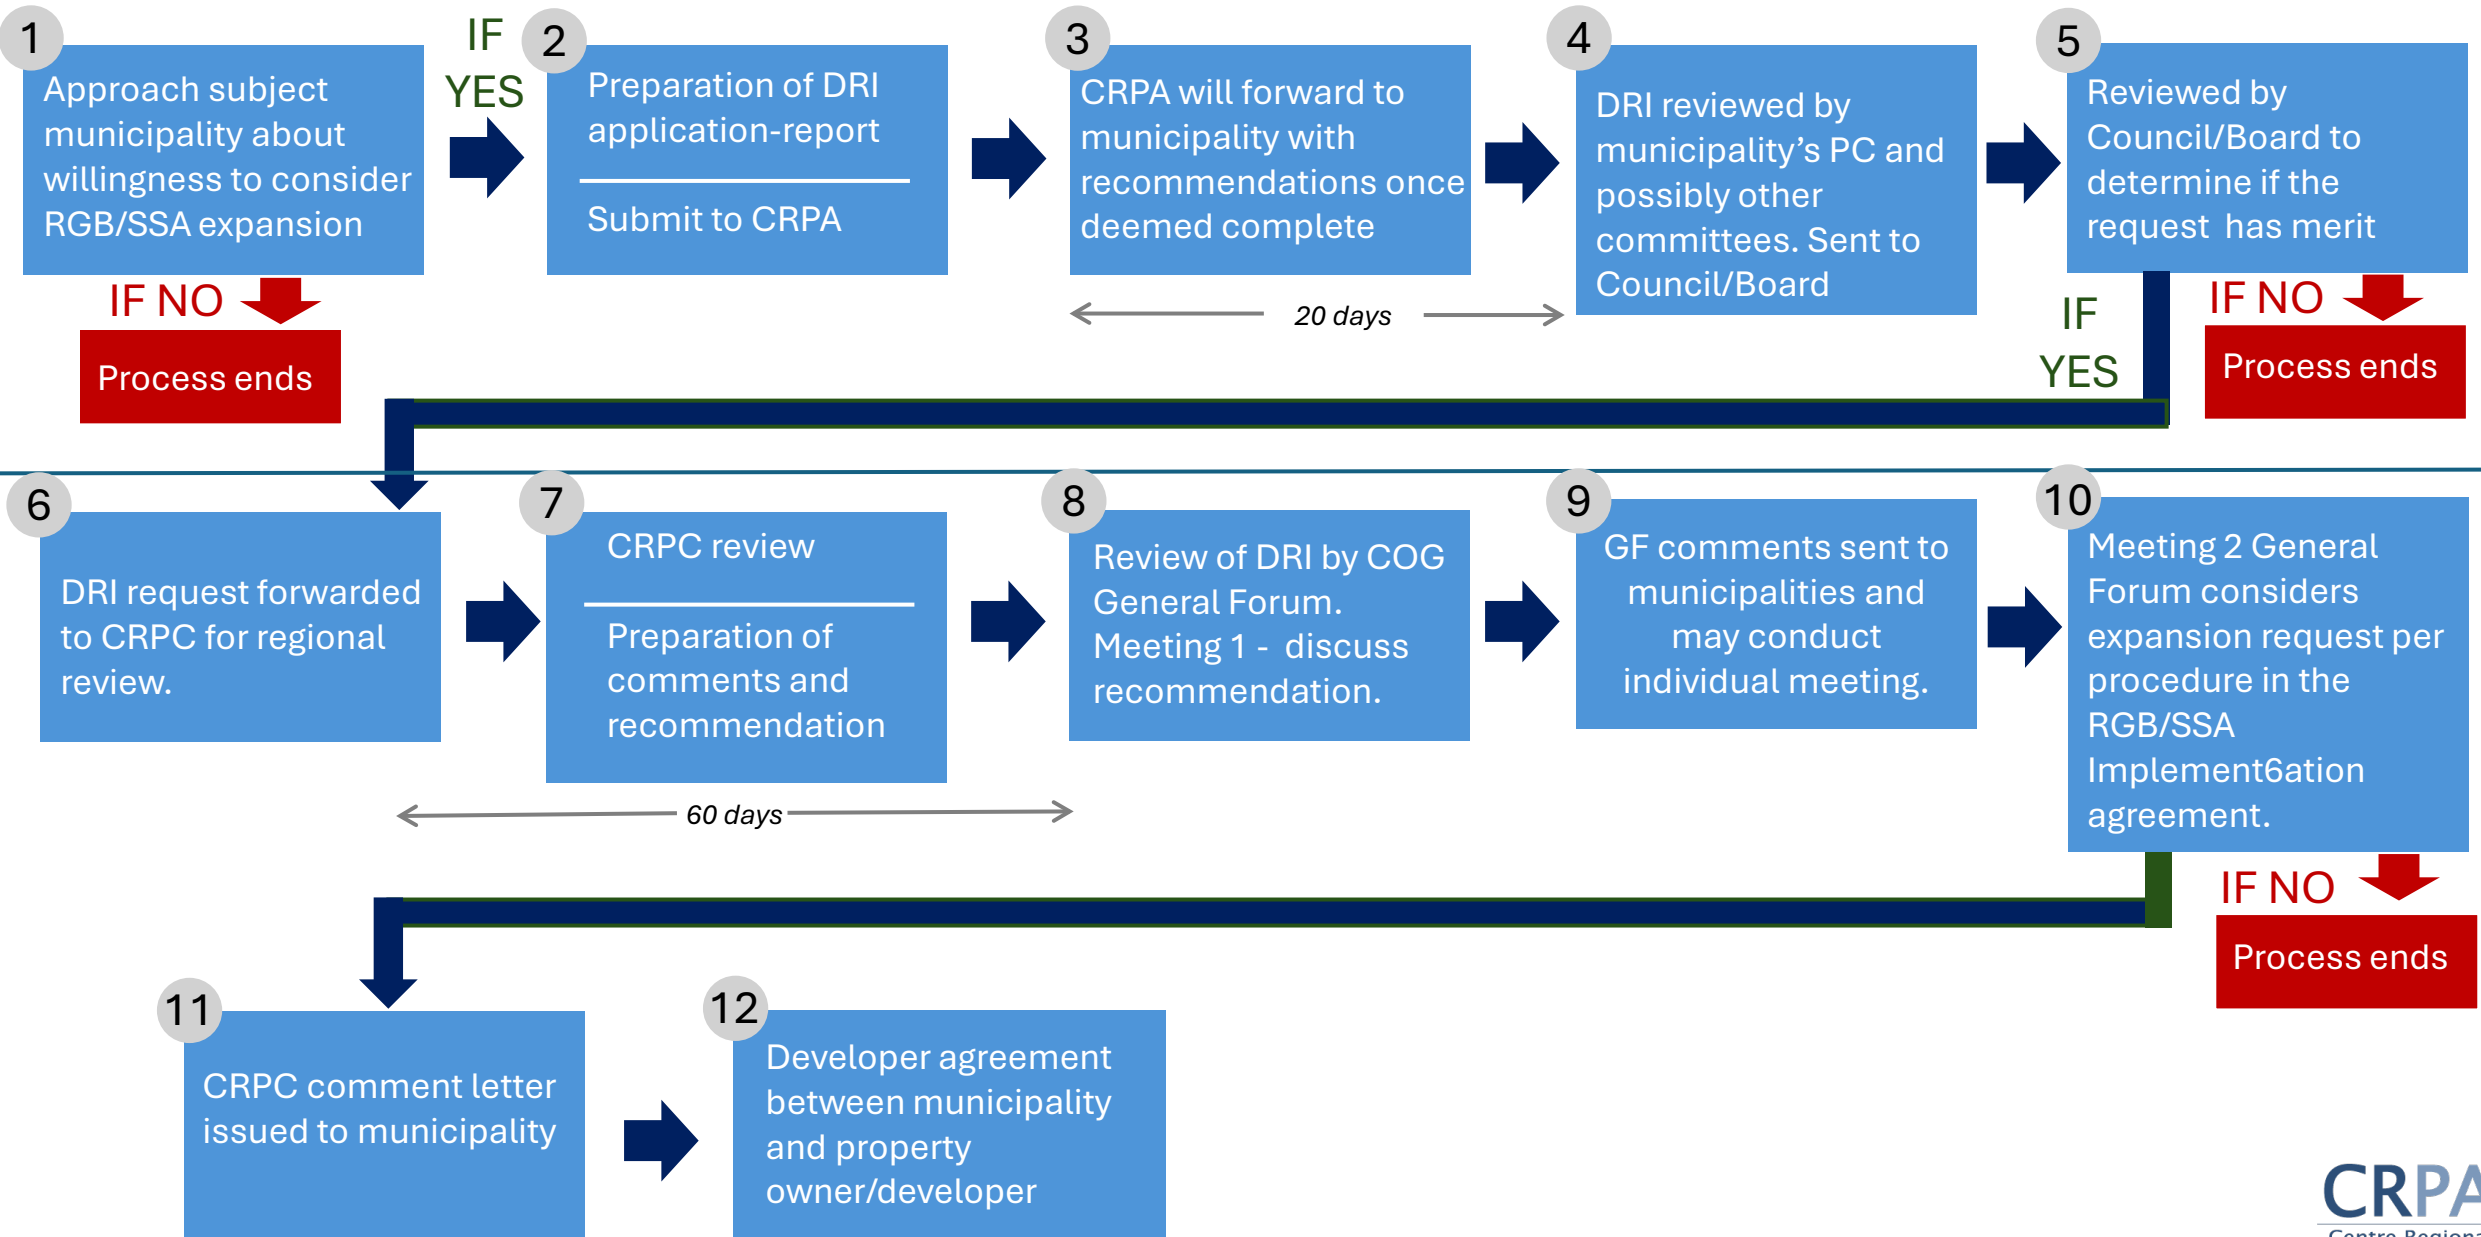 1
Approach subject
municipality about
willingness to consider
RGB/SSA expansion
IF NO
Process ends
IF
YES
2
Preparation of DRI
application-report
Submit to CRPA
3
CRPA will forward to
municipality with
recommendations once
deemed complete
20 days
4
DRI reviewed by
municipality’s PC and
possibly other
committees. Sent to
Council/Board
5
Reviewed by
Council/Board to
determine if the
request has merit
IF
YES
IF NO
Process ends
6
DRI request forwarded
to CRPC for regional
review.
7
CRPC review
Preparation of
comments and
recommendation
60 days
8
Review of DRI by COG
General Forum.
Meeting 1 - discuss
recommendation.
9
GF comments sent to
municipalities and
may conduct
individual meeting.
10
Meeting 2 General
Forum considers
expansion request per
procedure in the
RGB/SSA
Implement6ation
agreement.
IF NO
Process ends
11
CRPC comment letter
issued to municipality
12
Developer agreement
between municipality
and property
owner/developer
CRPA
Centre Regional